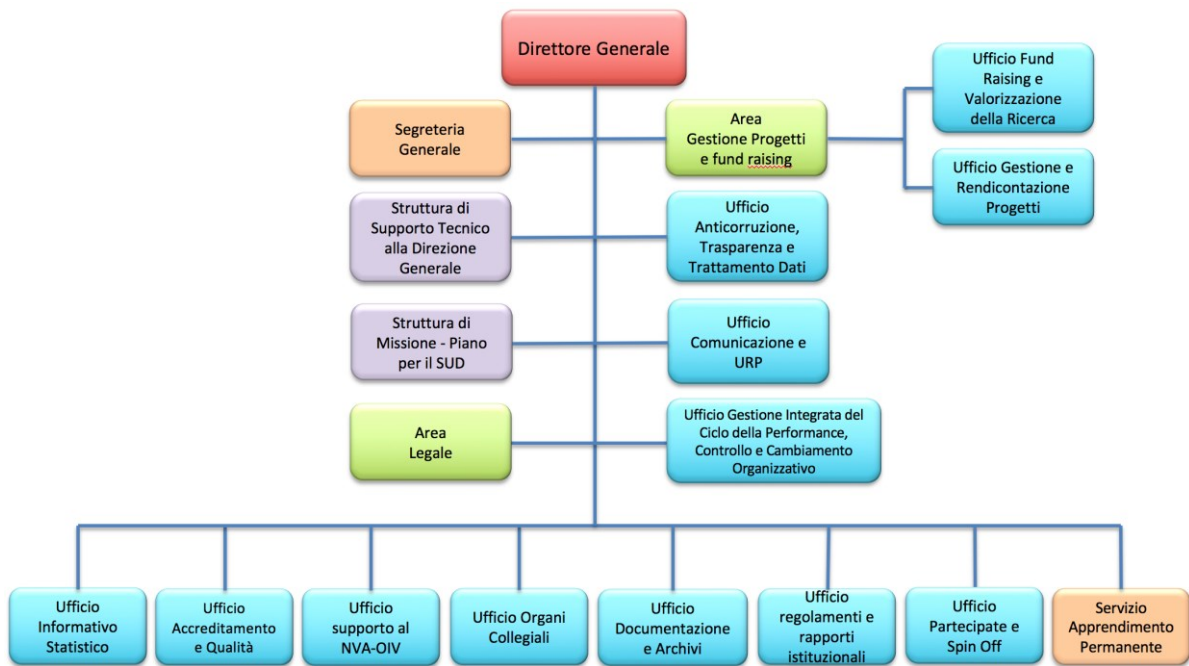 Direttore Generale
Ufficio Fund
Raising e
Valorizzazione
della Ricerca
Segreteria
Generale
Area
Gestione Progetti
e fund raising
Ufficio Gestione e
Rendicontazione
Progetti
Struttura di
Supporto Tecnico
alla Direzione
Generale
Ufficio
Anticorruzione,
Trasparenza e
Trattamento Dati
Struttura di
Missione - Piano
per il SUD
Ufficio
Comunicazione e
URP
Area
Legale
Ufficio Gestione Integrata del
Ciclo della Performance,
Controllo e Cambiamento
Organizzativo
Ufficio
Informativo
Statistico
Ufficio
Accreditamento
e Qualità
Ufficio
supporto al
NVA-OIV
Ufficio Organi
Collegiali
Ufficio
Documentazione
e Archivi
Ufficio
regolamenti e
rapporti
istituzionali
Ufficio
Partecipate e
Spin Off
Servizio
Apprendimento
Permanente